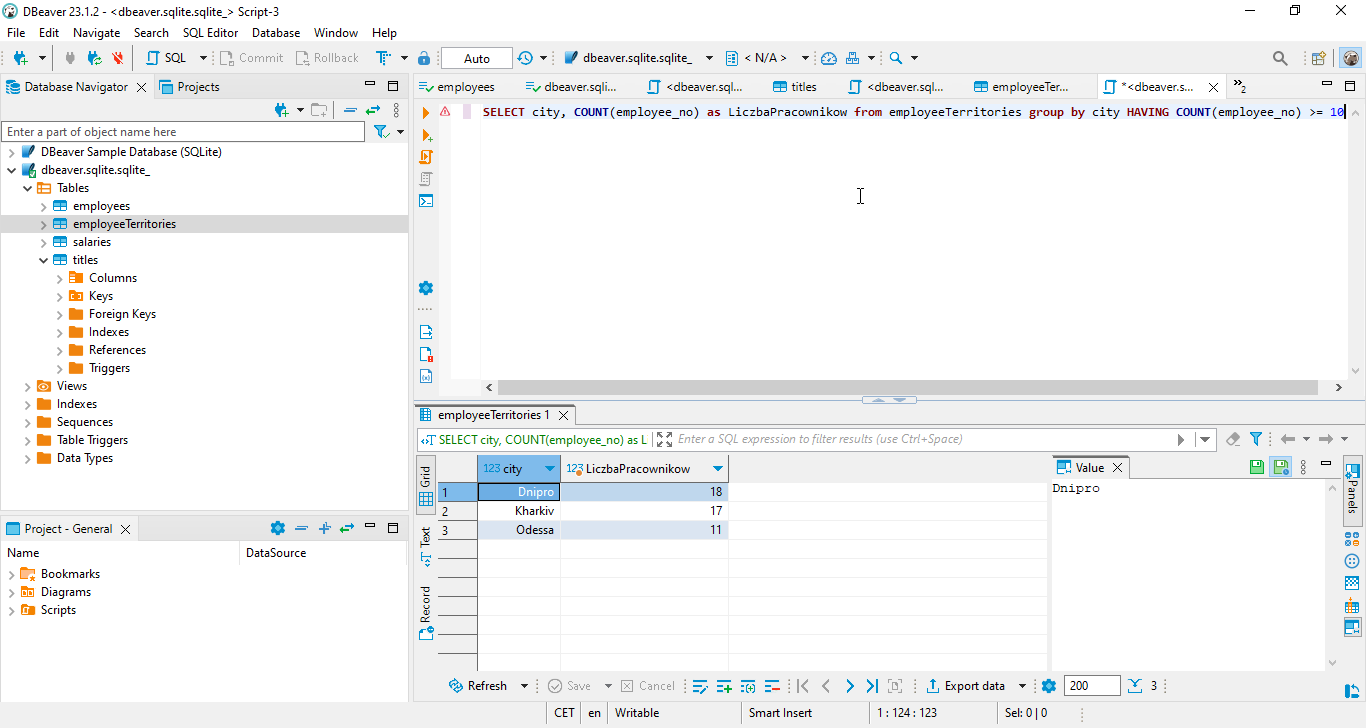 DBeaver 23.1.2 - <dbeaver.sqlite.sqlite_> Script-3
File Edit Navigate Search SQL Editor Database Window Help
SQL Commit Rollback Auto dbeaver.sqlite.sqlite_ < N/A >
Database Navigator Projects
employees dbeaver.sqli... <dbeaver.sql... titles <dbeaver.sql... employeeTer... *<dbeaver.s... »2
Enter a part of object name here
DBeaver Sample Database (SQLite)
dbeaver.sqlite.sqlite_
Tables
employees
employeeTerritories
salaries
titles
Columns
Keys
Foreign Keys
Indexes
References
Triggers
Views
Indexes
Sequences
Table Triggers
Data Types
SELECT city, COUNT(employee_no) as LiczbaPracownikow from employeeTerritories group by city HAVING COUNT(employee_no) >= 10
Project - General
Name DataSource
Bookmarks
Diagrams
Scripts
employeeTerritories 1
SELECT city, COUNT(employee_no) as L Enter a SQL expression to filter results (use Ctrl+Space)
Grid
Text
Record
123 city 123 LiczbaPracownikow
1 Dnipro 18
2 Kharkiv 17
3 Odessa 11
Value
Dnipro
Panels
Refresh Save Cancel Export data 200 3
CET en Writable Smart Insert 1 : 124 : 123 Sel: 0 | 0